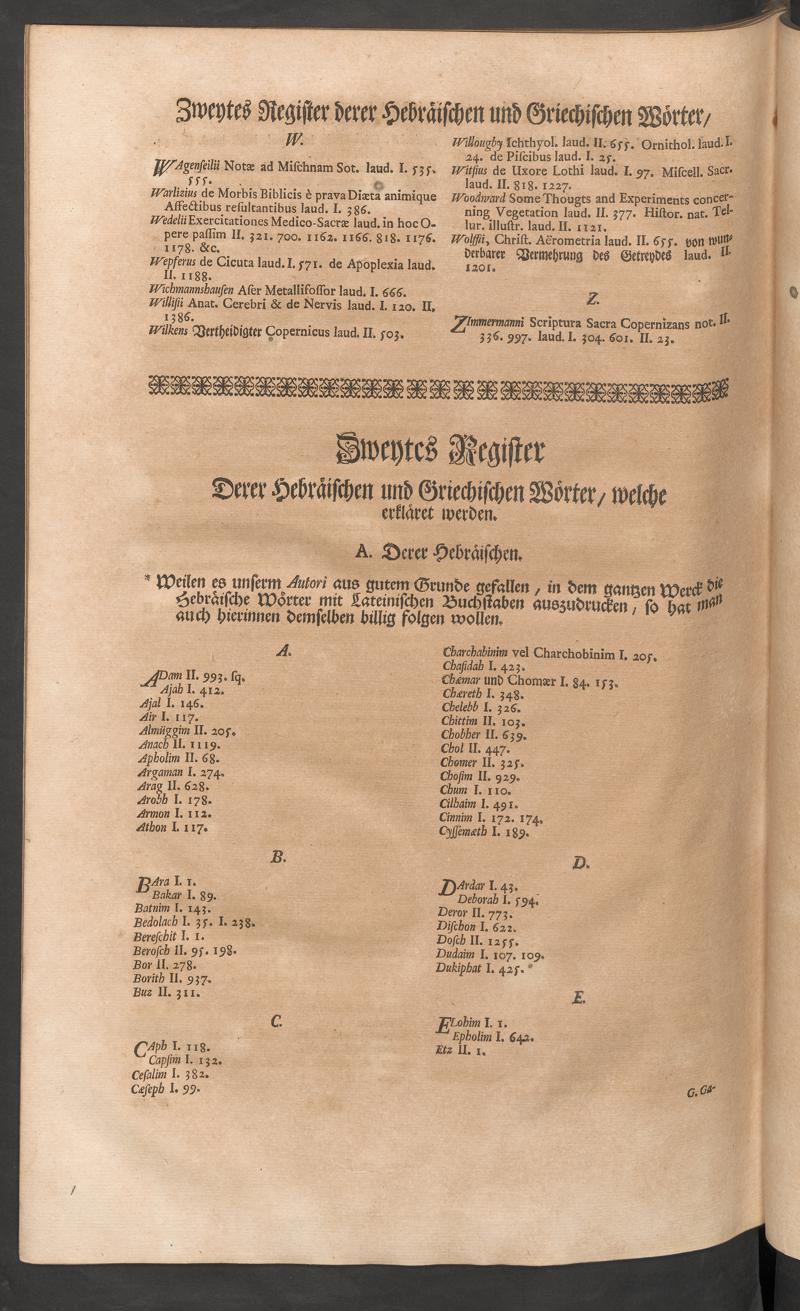 Zweytes Register derer Hebräischen und Griechischen Wörter/
W.
WAgenseilii Notæ ad Mischnam Sot. laud. I. 535.
555.
Warlizius de Morbis Biblicis è prava Diæta animique
Affectibus resultantibus laud. I. 386.
Wedelii Exercitationes Medico-Sacræ laud. in hoc O-
pere passim II. 321. 700. 1162. 1166. 818. 1176.
1178. &c.
Wepferus de Cicuta laud. I. 571. de Apoplexia laud.
II. 1188.
Wichmannshausen Afer Metallifossor laud. I. 666.
Willisii Anat. Cerebri & de Nervis laud. I. 120. II.
1386.
Wilkens Vertheidigter Copernicus laud. II. 503.
Willougby Ichthyol. laud. II. 655. Ornithol. laud. I.
24. de Piscibus laud. I. 25.
Witsius de Uxore Lothi laud. I. 97. Miscell. Sacr.
laud. II. 818. 1227.
Woodward Some Thougts and Experiments concer-
ning Vegetation laud. II. 377. Histor. nat. Tel-
lur. illustr. laud. II. 1121.
Wolffii, Christ. Aërometria laud. II. 655. von wun-
derbarer Vermehrung des Getreydes laud. II.
1201.
Z.
ZImmermanni Scriptura Sacra Copernizans not. II.
336. 997. laud. I. 304. 601. II. 23.
Zweytes Register
Derer Hebräischen und Griechischen Wörter/ welche
erkläret werden.
A. Derer Hebräischen.
* Weilen es unserm Autori aus gutem Grunde gefallen, in dem gantzen Werck die
Hebräische Wörter mit Lateinischen Buchstaben auszudrucken, so hat man
auch hierinnen demselben billig folgen wollen.
A.
ADam II. 993. sq.
Ajah I. 412.
Ajal I. 146.
Air I. 117.
Almüggim II. 205.
Anach II. 1119.
Apholim II. 68.
Argaman I. 274.
Arag II. 628.
Arobh I. 178.
Armon I. 112.
Athon I. 117.
B.
BAra I. 1.
Bakar I. 89.
Batnim I. 143.
Bedolach I. 35. I. 238.
Bereschit I. 1.
Berosch II. 95. 198.
Bor II. 278.
Borith II. 937.
Buz II. 311.
C.
CAph I. 118.
Capsim I. 132.
Cesalim I. 382.
Cæseph I. 99.
Charchabinim vel Charchobinim I. 205.
Chasidah I. 423.
Chæmar und Chomær I. 84. 153.
Chæreth I. 348.
Chelebb I. 326.
Chittim II. 103.
Chobher II. 639.
Chol II. 447.
Chomer II. 325.
Chosim II. 929.
Chum I. 110.
Cilhaim I. 491.
Cinnim I. 172. 174.
Cyssemæth I. 189.
D.
DArdar I. 43.
Deborah I. 594.
Deror II. 773.
Dischon I. 622.
Dosch II. 1255.
Dudaim I. 107. 109.
Dukiphat I. 425.
E.
ELohim I. 1.
Epholim I. 642.
Etz II. 1.
G. Ga-